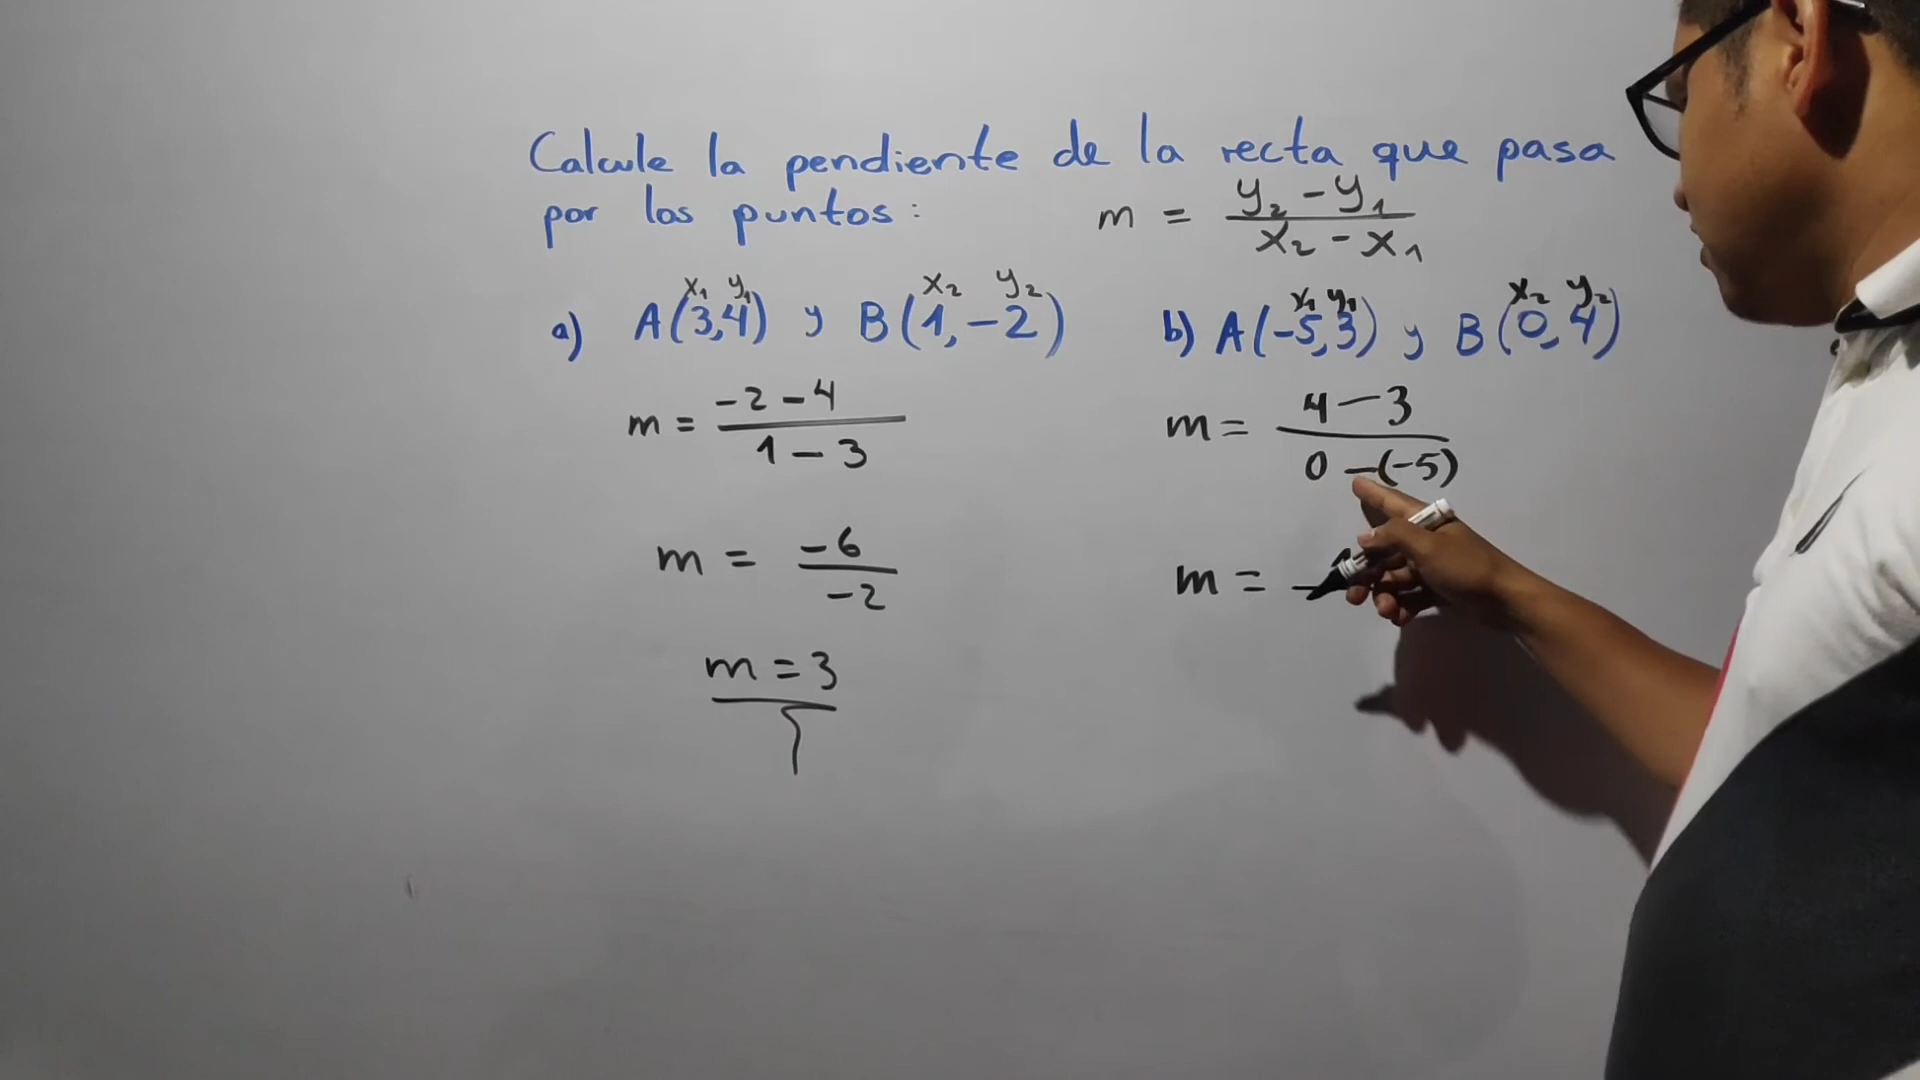 Calcule la pendiente de la recta que pasa
por los puntos:
m = y₂ - y₁ / x₂ - x₁
x₁ y₁ x₂ y₂
a) A(3,4) y B(1,-2)
x₁ y₁ x₂ y₂
b) A(-5,3) y B(0,4)
m = -2 - 4 / 1 - 3
m = -6 / -2
m = 3
m = 4 - 3 / 0 - (-5)
m =